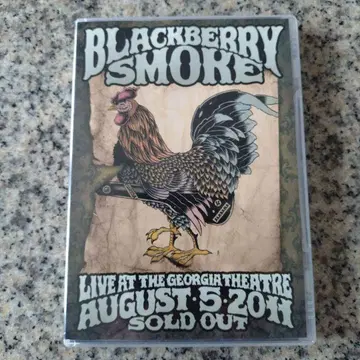 BLACKBERRY
SMOKE
LIVE AT THE GEORGIA THEATRE
AUGUST·5·2011
SOLD OUT